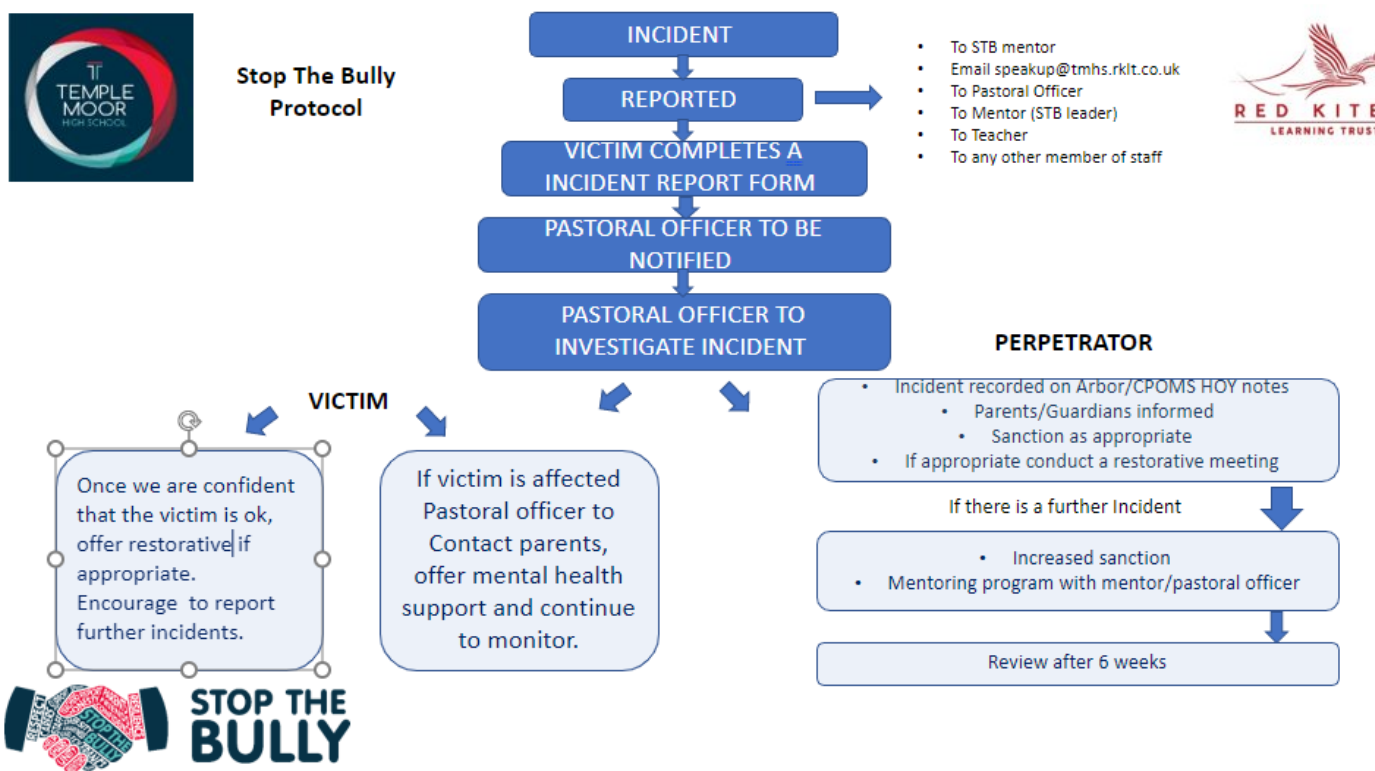 TEMPLE
MOOR
HIGH SCHOOL
Stop The Bully
Protocol
INCIDENT
REPORTED
• To STB mentor
• Email speakup@tmhs.rklt.co.uk
• To Pastoral Officer
• To Mentor (STB leader)
• To Teacher
• To any other member of staff
RED KITE
LEARNING TRUST
VICTIM COMPLETES A
INCIDENT REPORT FORM
PASTORAL OFFICER TO BE
NOTIFIED
PASTORAL OFFICER TO
INVESTIGATE INCIDENT
VICTIM
Once we are confident
that the victim is ok,
offer restorative if
appropriate.
Encourage to report
further incidents.
If victim is affected
Pastoral officer to
Contact parents,
offer mental health
support and continue
to monitor.
PERPETRATOR
• Incident recorded on Arbor/CPOMS HOY notes
• Parents/Guardians informed
• Sanction as appropriate
• If appropriate conduct a restorative meeting
If there is a further Incident
• Increased sanction
• Mentoring program with mentor/pastoral officer
Review after 6 weeks
RESPECT
STOP THE
BULLY
STOP THE
BULLY